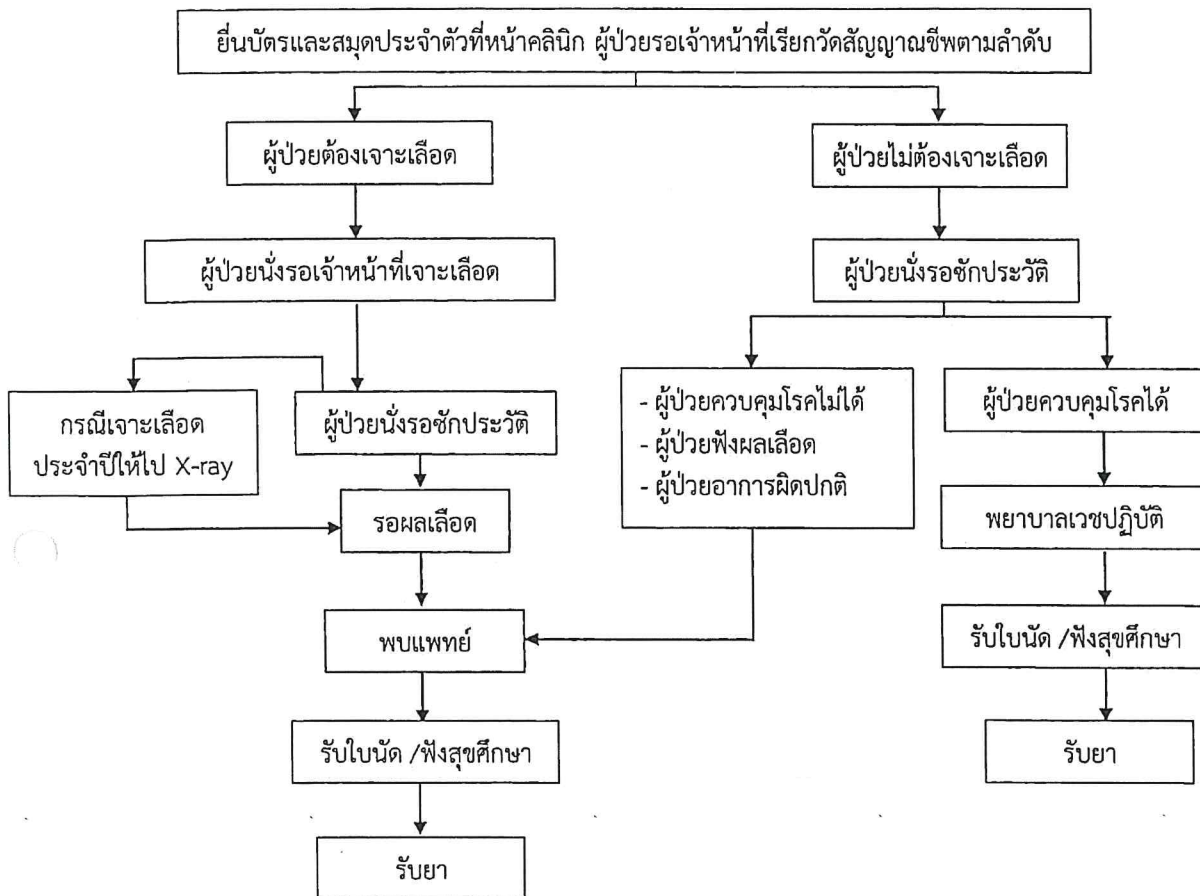 ยื่นบัตรและสมุดประจำตัวที่หน้าคลินิก ผู้ป่วยรอเจ้าหน้าที่เรียกวัดสัญญาณชีพตามลำดับ
ผู้ป่วยต้องเจาะเลือด
ผู้ป่วยไม่ต้องเจาะเลือด
ผู้ป่วยนั่งรอเจ้าหน้าที่เจาะเลือด
ผู้ป่วยนั่งรอซักประวัติ
กรณีเจาะเลือด
ประจำปีให้ไป X-ray
ผู้ป่วยนั่งรอซักประวัติ
- ผู้ป่วยควบคุมโรคไม่ได้
- ผู้ป่วยฟังผลเลือด
- ผู้ป่วยอาการผิดปกติ
ผู้ป่วยควบคุมโรคได้
รอผลเลือด
พยาบาลเวชปฏิบัติ
พบแพทย์
รับใบนัด /ฟังสุขศึกษา
รับใบนัด /ฟังสุขศึกษา
รับยา
รับยา